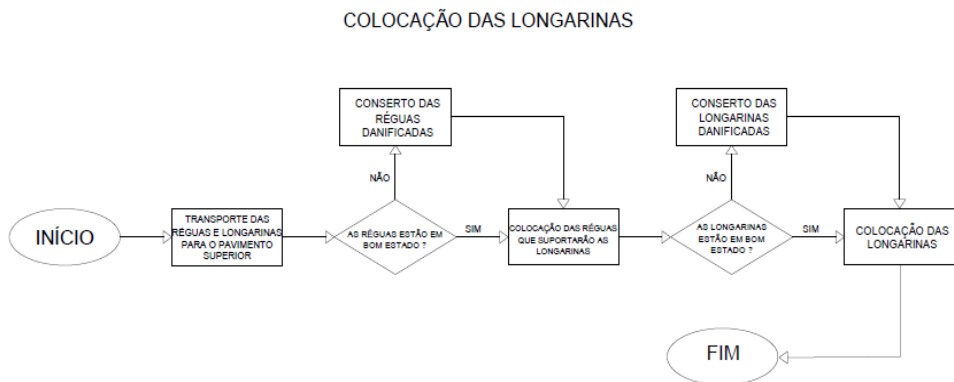 COLOCAÇÃO DAS LONGARINAS
CONSERTO DAS
RÉGUAS
DANIFICADAS
CONSERTO DAS
LONGARINAS
DANIFICADAS
NÃO
NÃO
INÍCIO
TRANSPORTE DAS
RÉGUAS E LONGARINAS
PARA O PAVIMENTO
SUPERIOR
AS RÉGUAS ESTÃO EM
BOM ESTADO ?
SIM
COLOCAÇÃO DAS RÉGUAS
QUE SUPORTARÃO AS
LONGARINAS
AS LONGARINAS
ESTÃO EM BOM
ESTADO ?
SIM
COLOCAÇÃO DAS
LONGARINAS
FIM